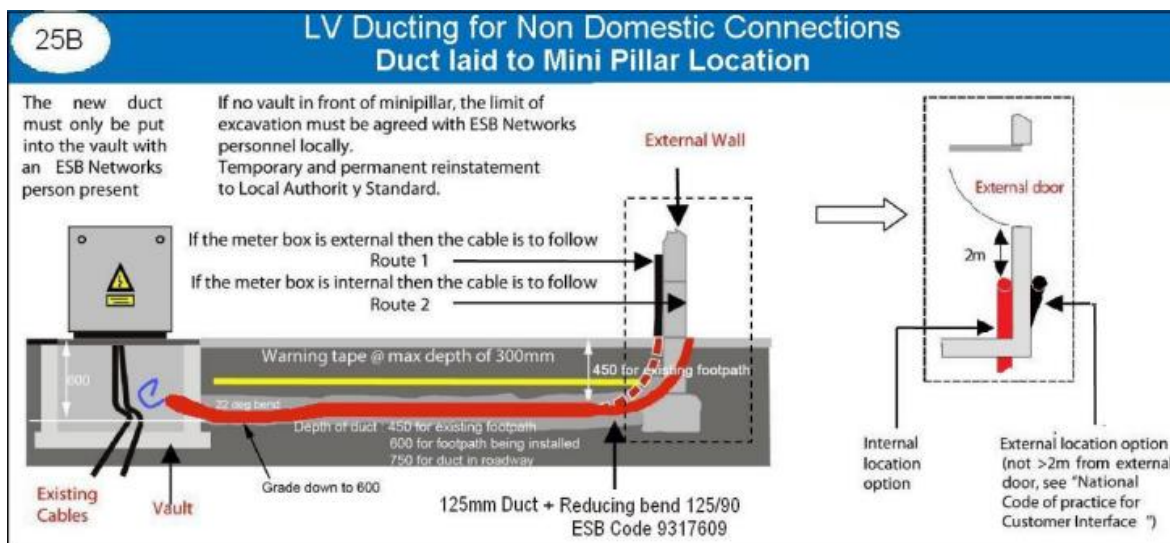 25B
LV Ducting for Non Domestic Connections
Duct laid to Mini Pillar Location
The new duct
must only be put
into the vault with
an ESB Networks
person present
If no vault in front of minipillar, the limit of
excavation must be agreed with ESB Networks
personnel locally.
Temporary and permanent reinstatement
to Local Authorit y Standard.
External Wall
External door
2m
If the meter box is external then the cable is to follow
Route 1
If the meter box is internal then the cable is to follow
Route 2
Warning tape @ max depth of 300mm
600
450 for existing footpath
22 deg bend
Depth of duct : 450 for existing footpath
600 for footpath being installed
750 for duct in roadway
Existing
Cables
Vault
Grade down to 600
125mm Duct + Reducing bend 125/90
ESB Code 9317609
Internal
location
option
External location option
(not >2m from external
door, see "National
Code of practice for
Customer Interface ")